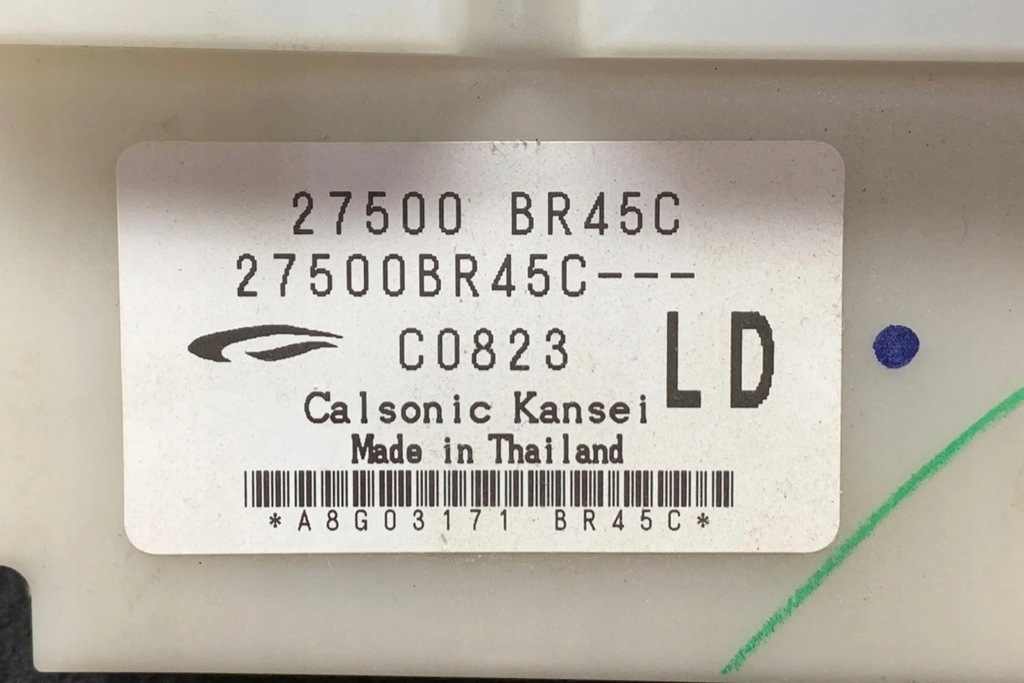 27500 BR45C
27500BR45C---
C0823 LD
Calsonic Kansei
Made in Thailand
*A8G03171 BR45C*